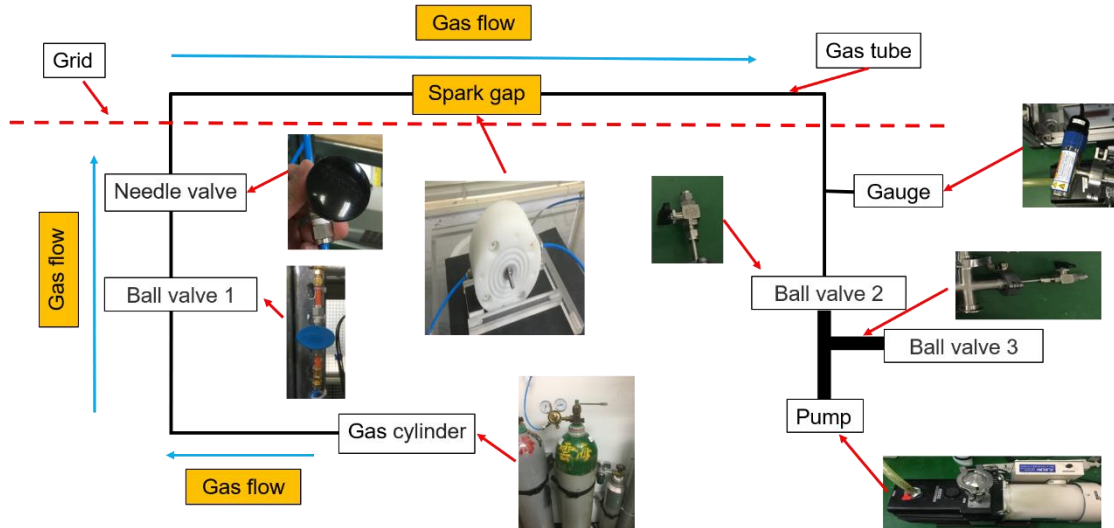 Gas flow
Grid
Gas tube
Spark gap
Needle valve
Gauge
Gas flow
Ball valve 1
Ball valve 2
Ball valve 3
Gas cylinder
Pump
Gas flow